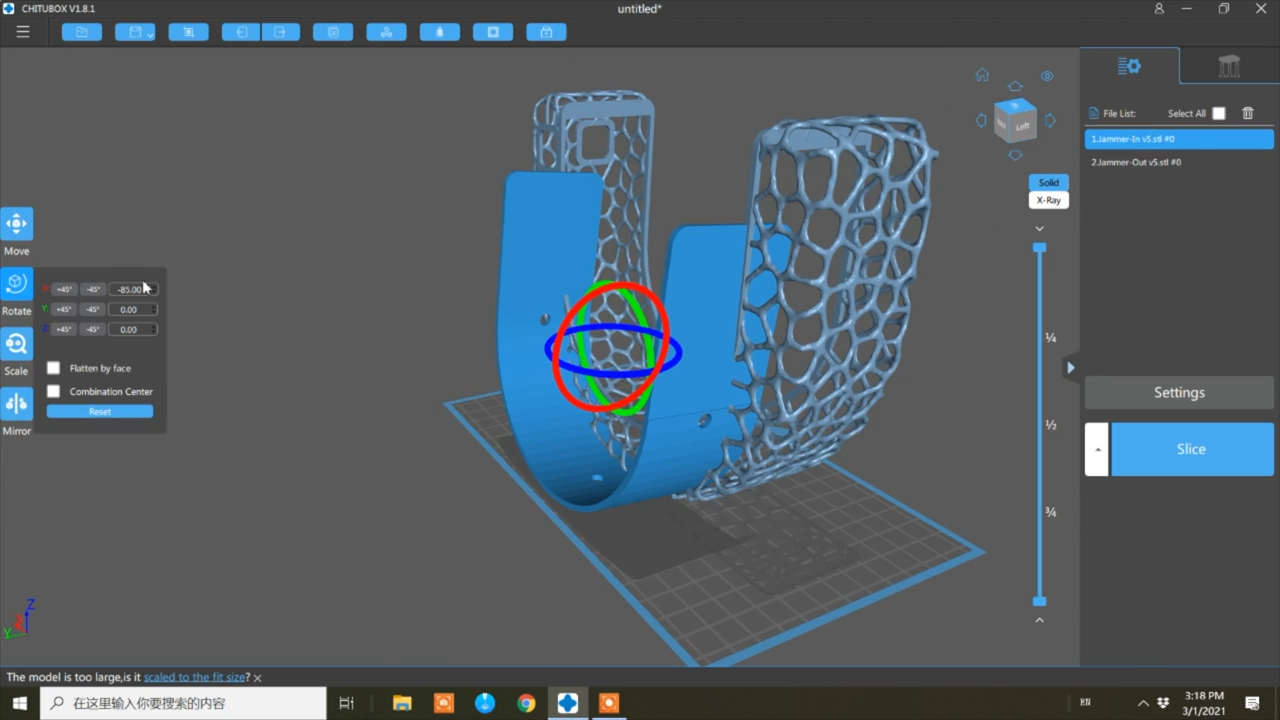 CHITUBOX V1.8.1
untitled*
File List:
Select All
1.Jammer-In v5.stl #0
2.Jammer-Out v5.stl #0
Left
Solid
X-Ray
Move
Rotate
Scale
Mirror
X: +45° -45° -85.00
Y: +45° -45° 0.00
Z: +45° -45° 0.00
Flatten by face
Combination Center
Reset
¼
½
¾
Settings
Slice
Z
X
Y
The model is too large,is it scaled to the fit size?
在这里输入你要搜索的内容
EN
3:18 PM
3/1/2021